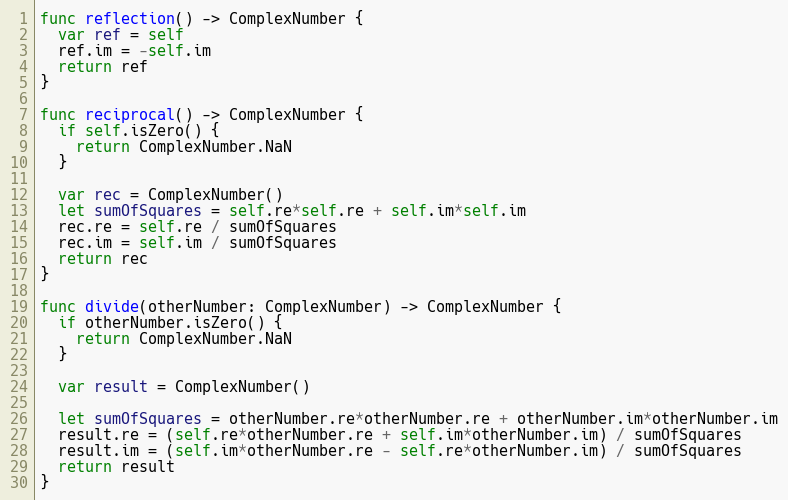 1 func reflection() -> ComplexNumber {
2   var ref = self
3   ref.im = -self.im
4   return ref
5 }
6
7 func reciprocal() -> ComplexNumber {
8   if self.isZero() {
9     return ComplexNumber.NaN
10   }
11
12   var rec = ComplexNumber()
13   let sumOfSquares = self.re*self.re + self.im*self.im
14   rec.re = self.re / sumOfSquares
15   rec.im = self.im / sumOfSquares
16   return rec
17 }
18
19 func divide(otherNumber: ComplexNumber) -> ComplexNumber {
20   if otherNumber.isZero() {
21     return ComplexNumber.NaN
22   }
23
24   var result = ComplexNumber()
25
26   let sumOfSquares = otherNumber.re*otherNumber.re + otherNumber.im*otherNumber.im
27   result.re = (self.re*otherNumber.re + self.im*otherNumber.im) / sumOfSquares
28   result.im = (self.im*otherNumber.re - self.re*otherNumber.im) / sumOfSquares
29   return result
30 }